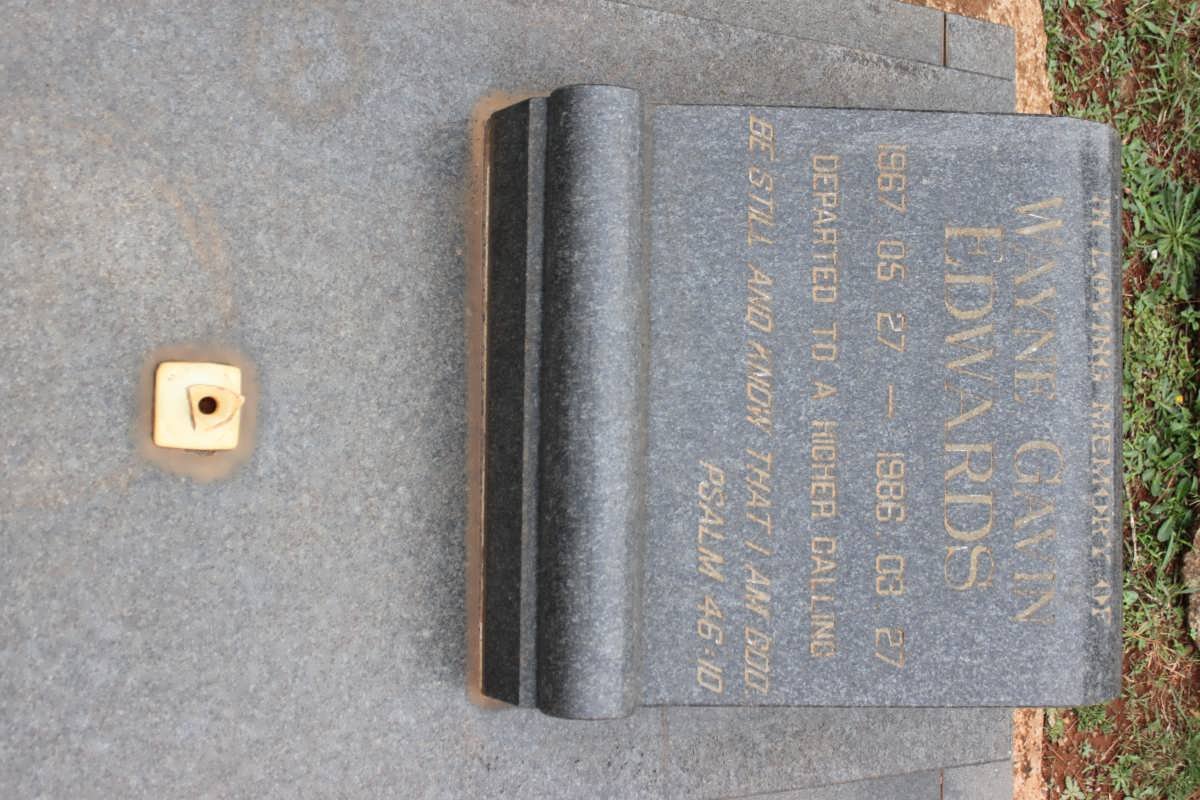 IN LOVING MEMORY OF
WAYNE GAVIN
EDWARDS
1967. 05. 27 — 1986. 03. 27
DEPARTED TO A HIGHER CALLING
BE STILL AND KNOW THAT I AM GOD.
PSALM 46:10